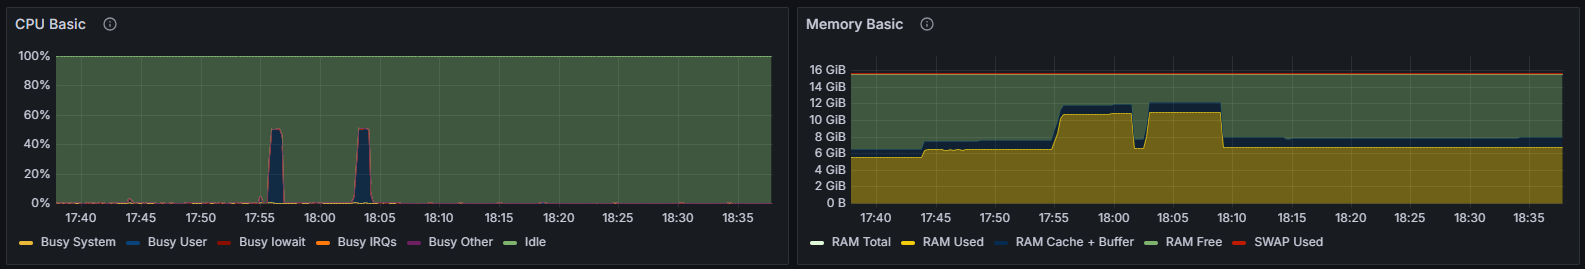 CPU Basic
100%
80%
60%
40%
20%
0%
17:40 17:45 17:50 17:55 18:00 18:05 18:10 18:15 18:20 18:25 18:30 18:35
Busy System Busy User Busy Iowait Busy IRQs Busy Other Idle
Memory Basic
16 GiB
14 GiB
12 GiB
10 GiB
8 GiB
6 GiB
4 GiB
2 GiB
0 B
17:40 17:45 17:50 17:55 18:00 18:05 18:10 18:15 18:20 18:25 18:30 18:35
RAM Total RAM Used RAM Cache + Buffer RAM Free SWAP Used